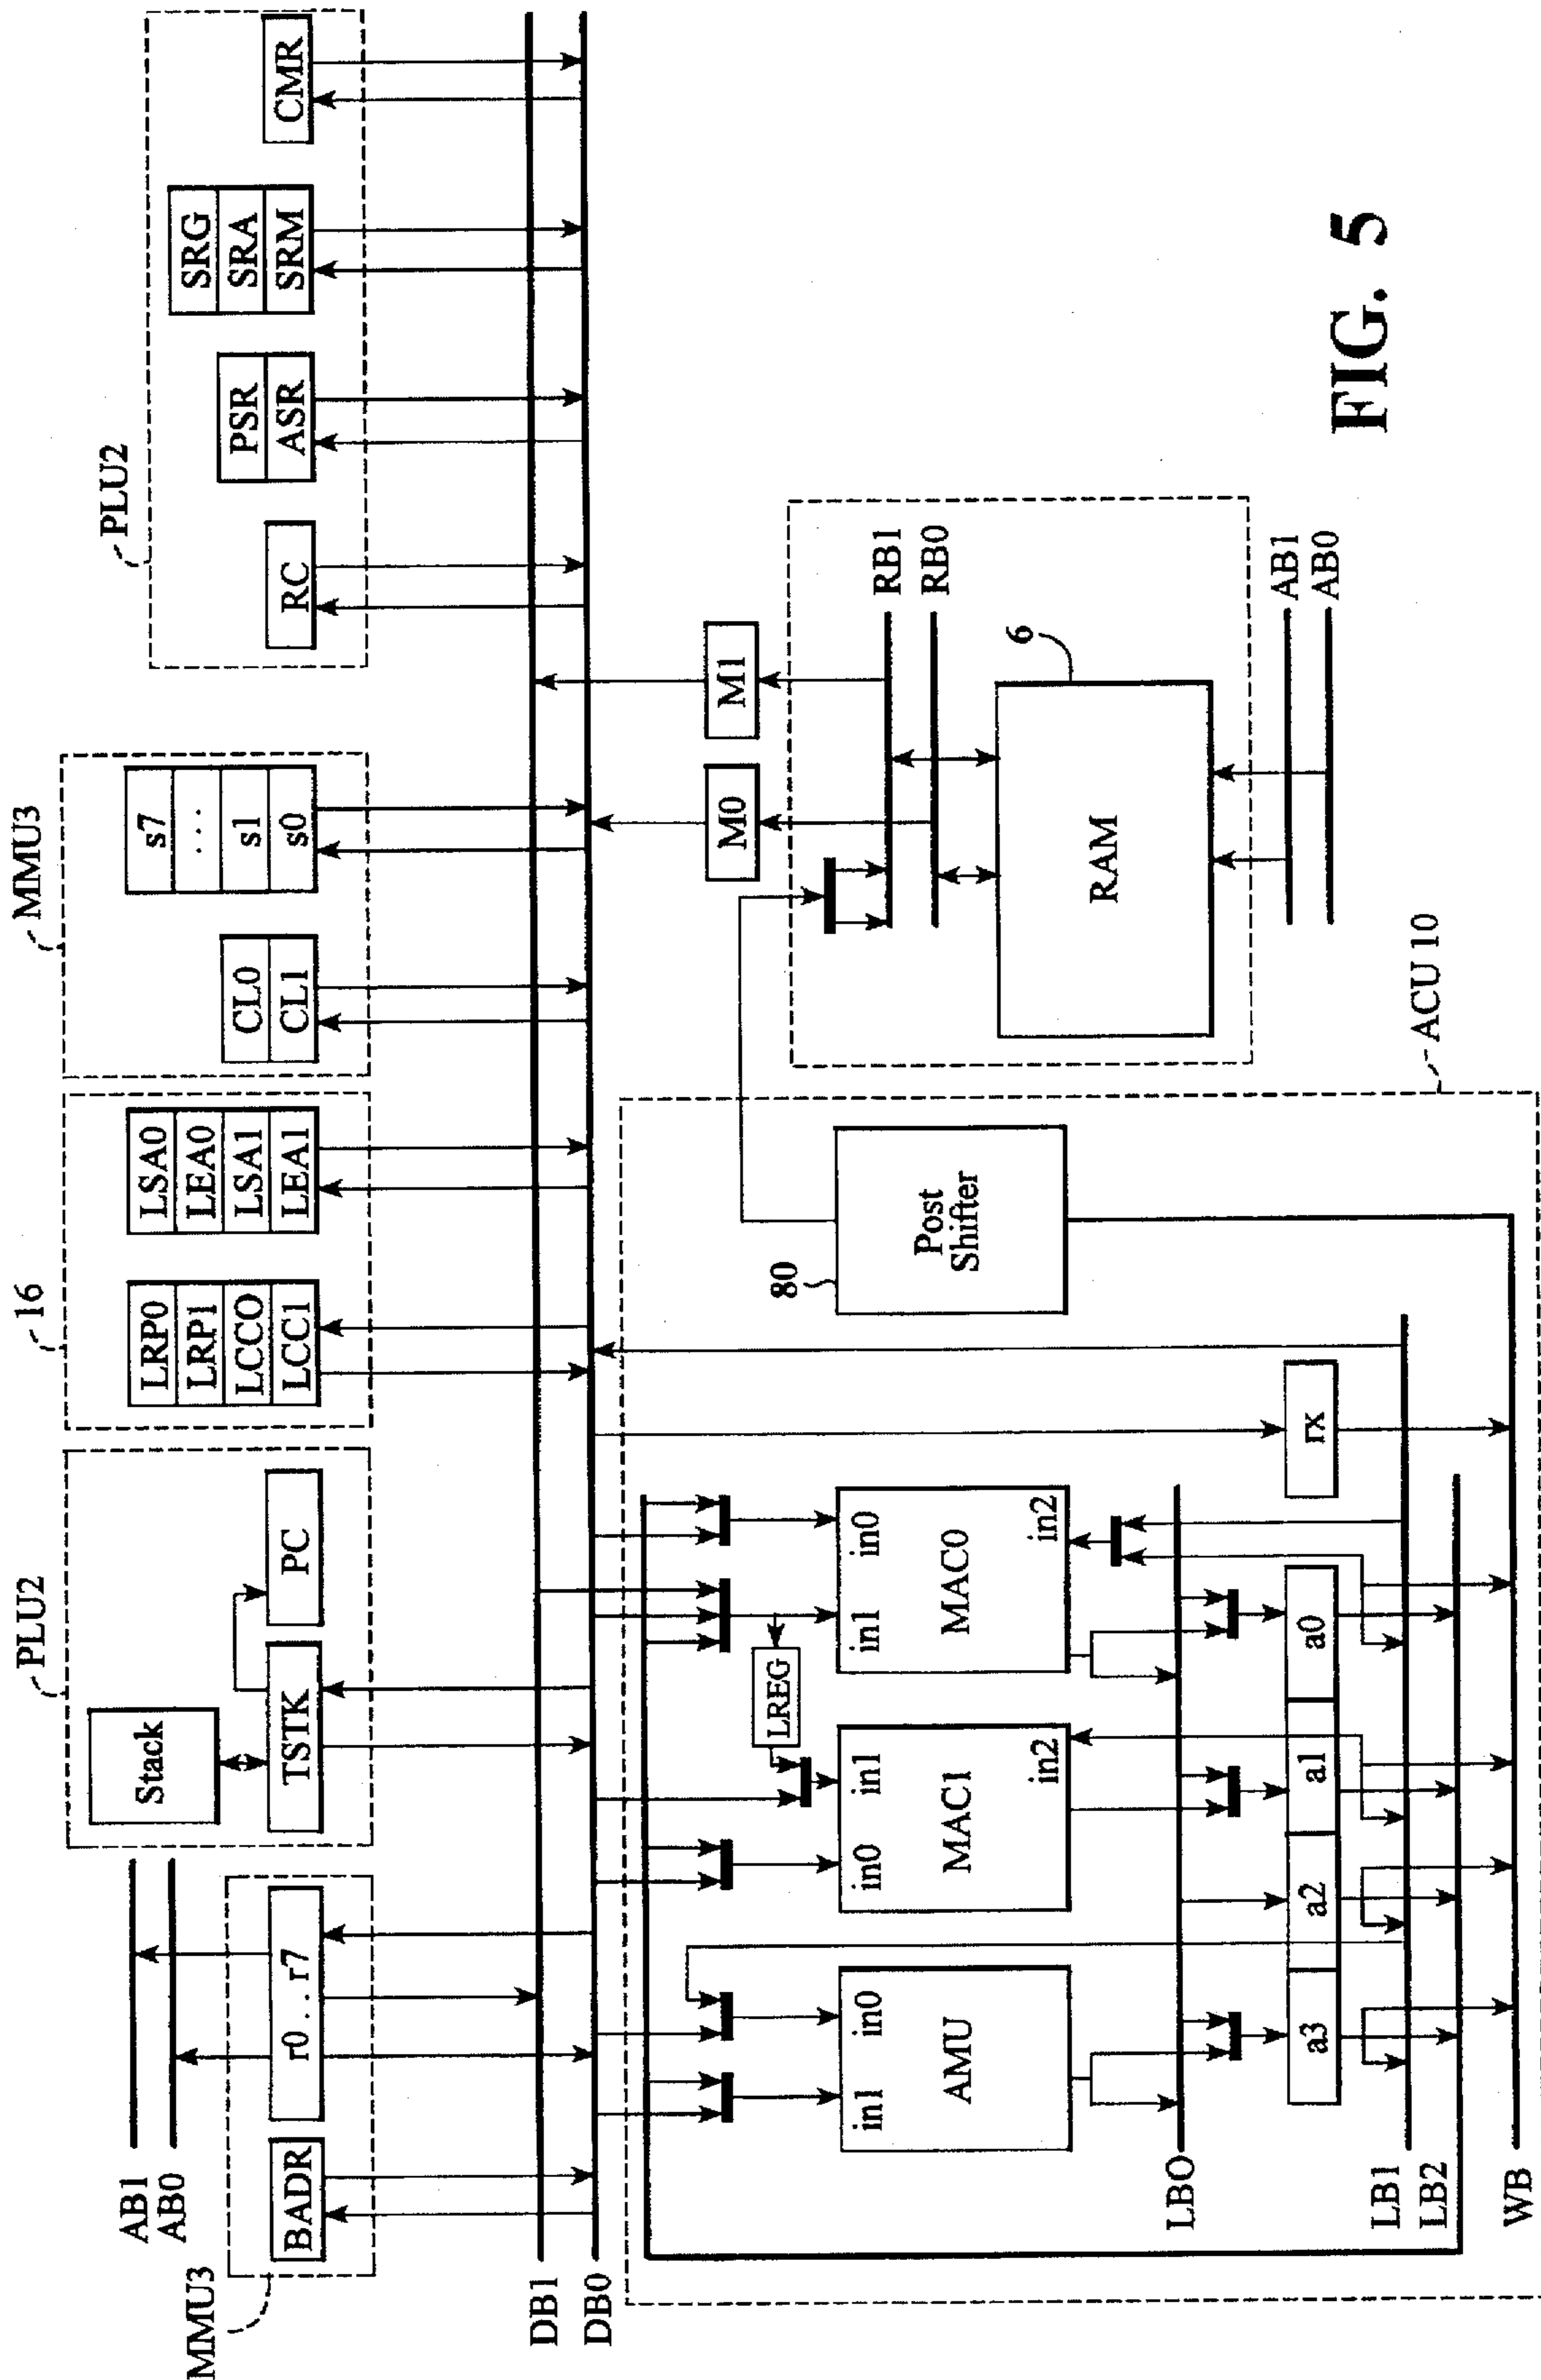 MMU3
AB1
AB0
BADR
r0...r7
PLU2
Stack
TSTK
PC
16
LRP0
LRP1
LCCO
LCC1
LSA0
LEA0
LSA1
LEA1
MMU3
CL0
CL1
s7
...
s1
s0
PLU2
RC
PSR
ASR
SRG
SRA
SRM
CMR
DB1
DB0
AMU
in1
in0
MAC1
in0
in1
in2
LREG
MAC0
in1
in0
in2
LBO
a3
a2
a1
a0
rx
LB1
LB2
WB
80
Post
Shifter
ACU 10
M0
M1
RB1
RB0
RAM
6
AB1
AB0
FIG. 5